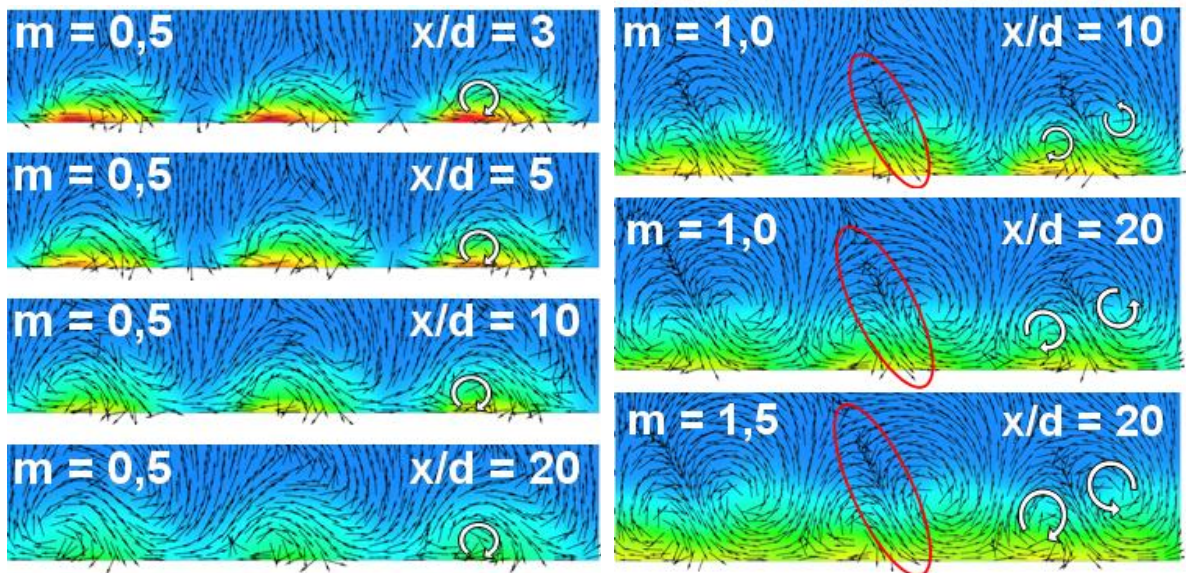 m = 0,5 x/d = 3
m = 0,5 x/d = 5
m = 0,5 x/d = 10
m = 0,5 x/d = 20
m = 1,0 x/d = 10
m = 1,0 x/d = 20
m = 1,5 x/d = 20